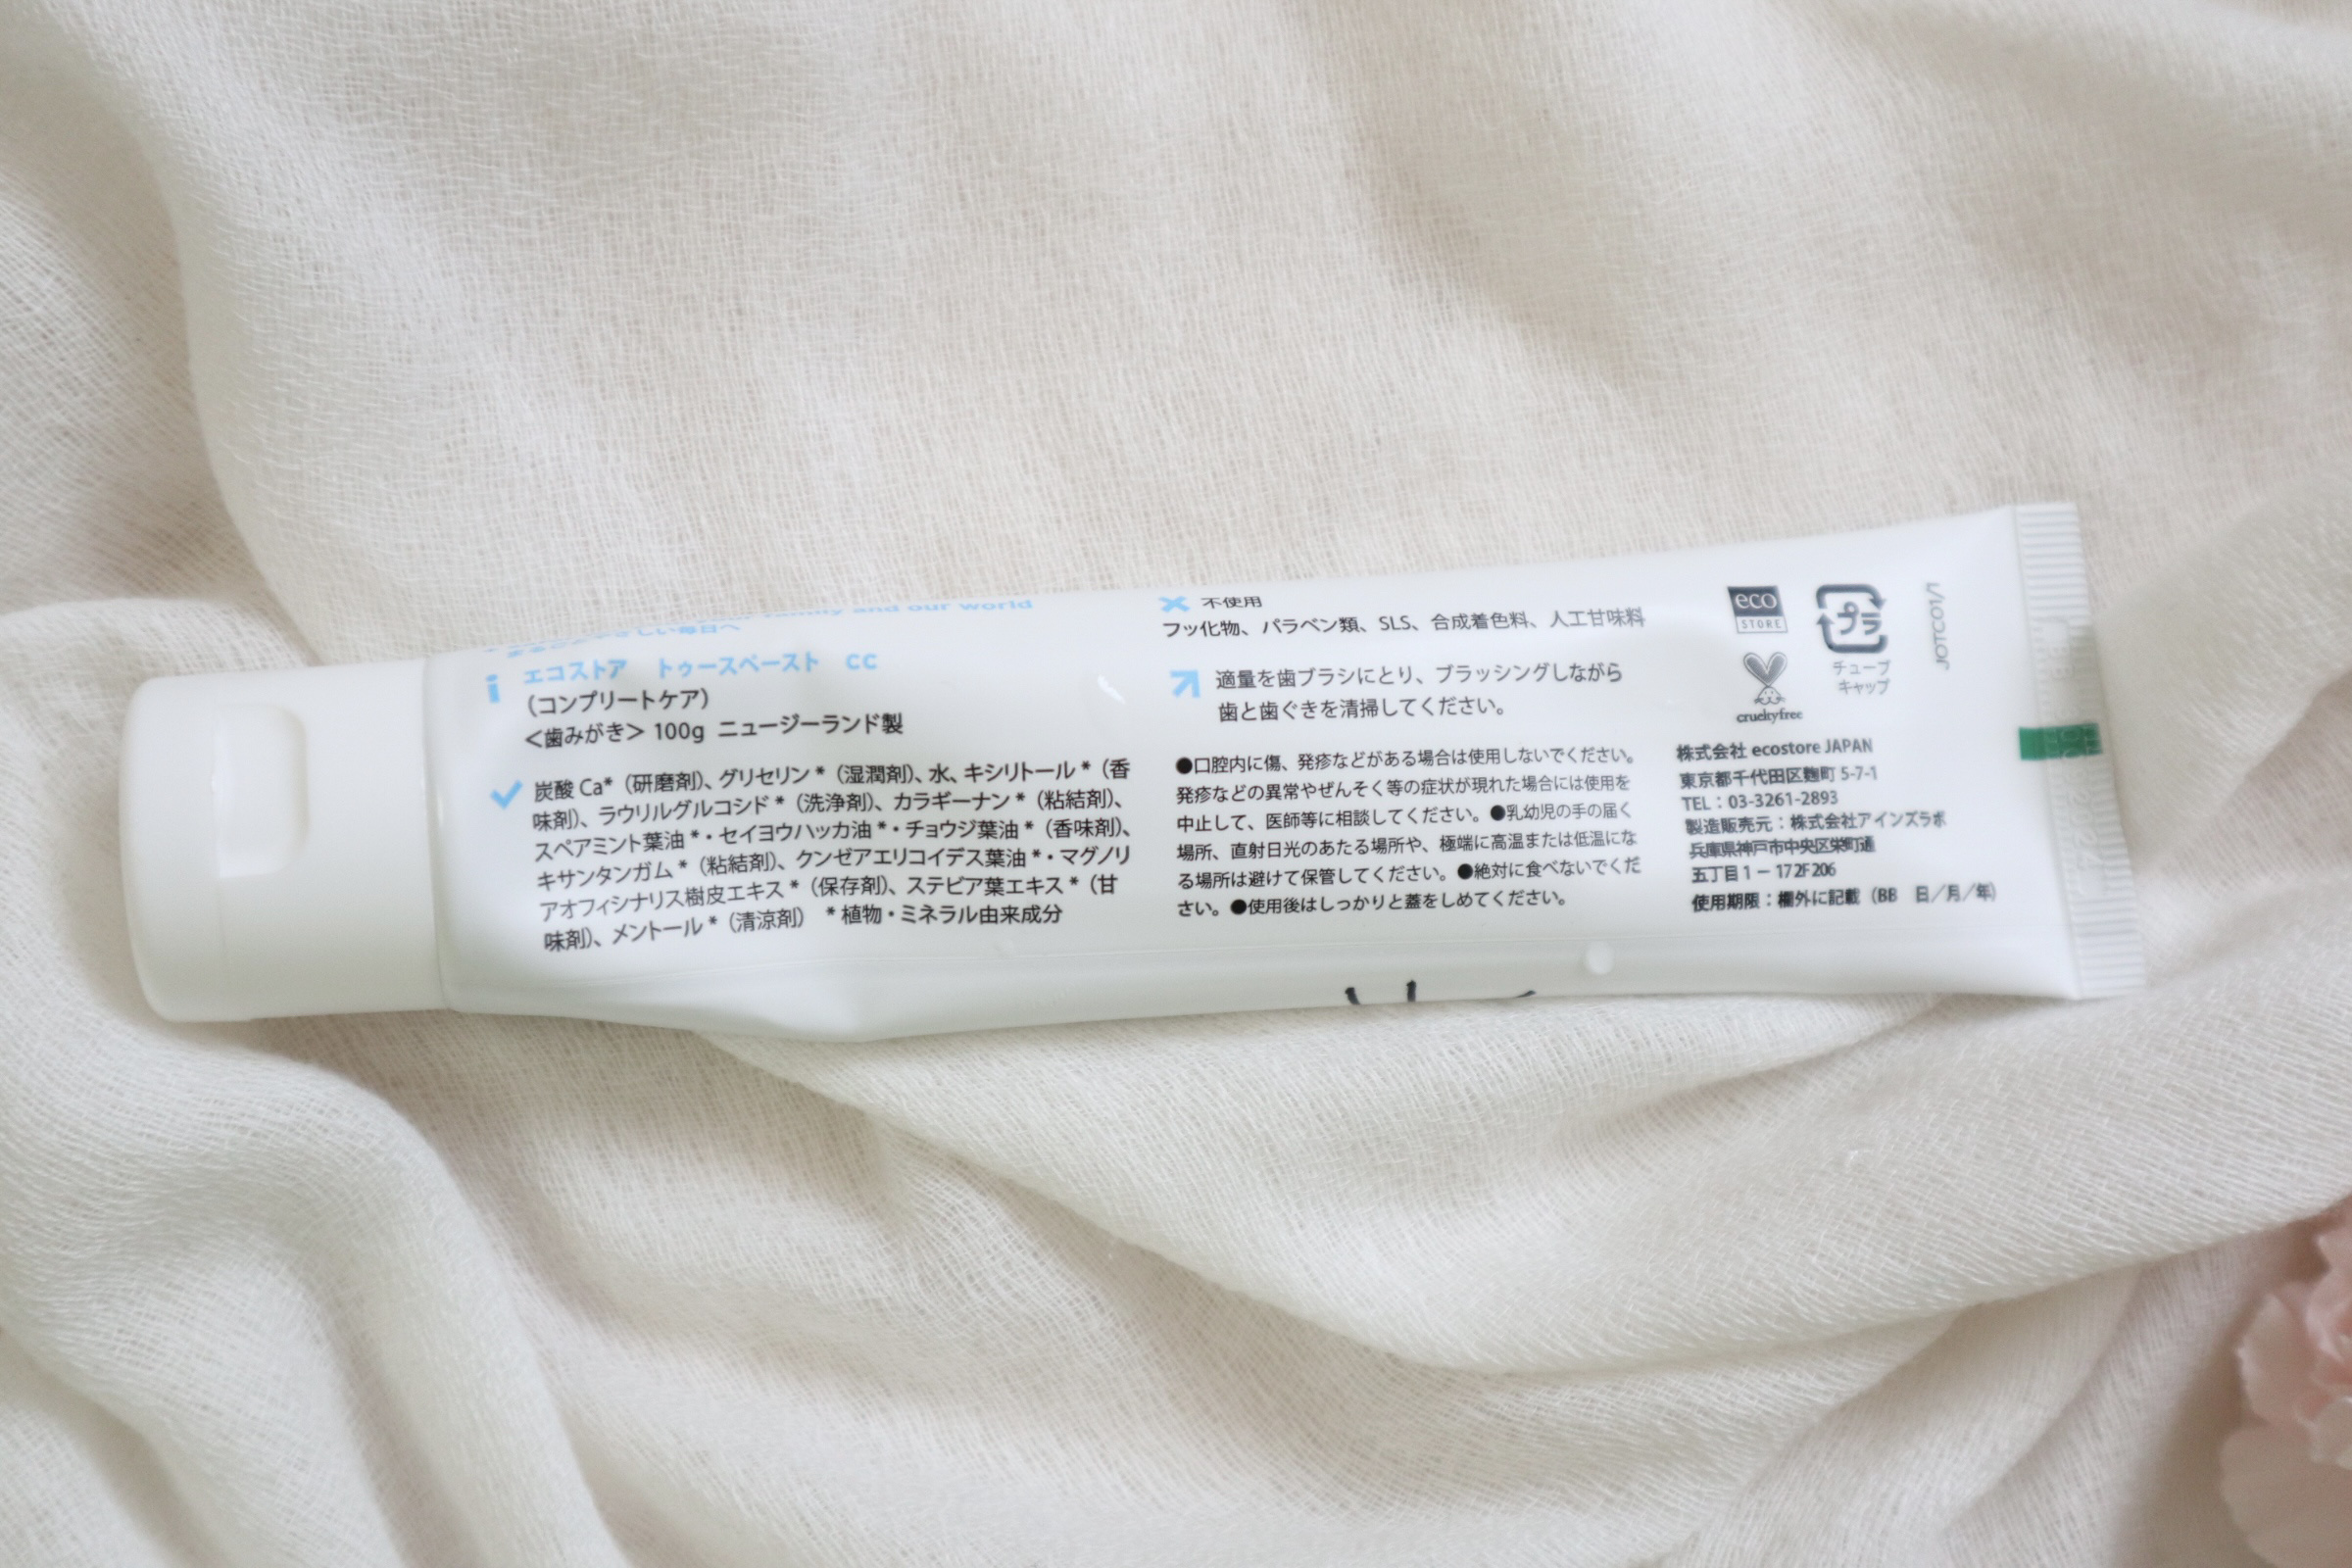 family and our world
しい毎日へ
エコストア　トゥースペースト　CC
（コンプリートケア）
＜歯みがき＞ 100g ニュージーランド製
炭酸 Ca*（研磨剤）、グリセリン *（湿潤剤）、水、キシリトール *（香
味剤）、ラウリルグルコシド *（洗浄剤）、カラギーナン *（粘結剤）、
スペアミント葉油 *・セイヨウハッカ油 *・チョウジ葉油 *（香味剤）、
キサンタンガム *（粘結剤）、クンゼアエリコイデス葉油 *・マグノリ
アオフィシナリス樹皮エキス *（保存剤）、ステビア葉エキス *（甘
味剤）、メントール *（清涼剤）　* 植物・ミネラル由来成分
不使用
フッ化物、パラベン類、SLS、合成着色料、人工甘味料
適量を歯ブラシにとり、ブラッシングしながら
歯と歯ぐきを清掃してください。
●口腔内に傷、発疹などがある場合は使用しないでください。
発疹などの異常やぜんそく等の症状が現れた場合には使用を
中止して、医師等に相談してください。●乳幼児の手の届く
場所、直射日光のあたる場所や、極端に高温または低温にな
る場所は避けて保管してください。●絶対に食べないでくだ
さい。●使用後はしっかりと蓋をしめてください。
eco
STORE
プラ
チューブ
キャップ
crueltyfree
JOTCO1/1
株式会社 ecostore JAPAN
東京都千代田区麹町 5-7-1
TEL：03-3261-2893
製造販売元：株式会社アインズラボ
兵庫県神戸市中央区栄町通
五丁目 1 − 17 2F 206
使用期限：欄外に記載（BB　日／月／年）